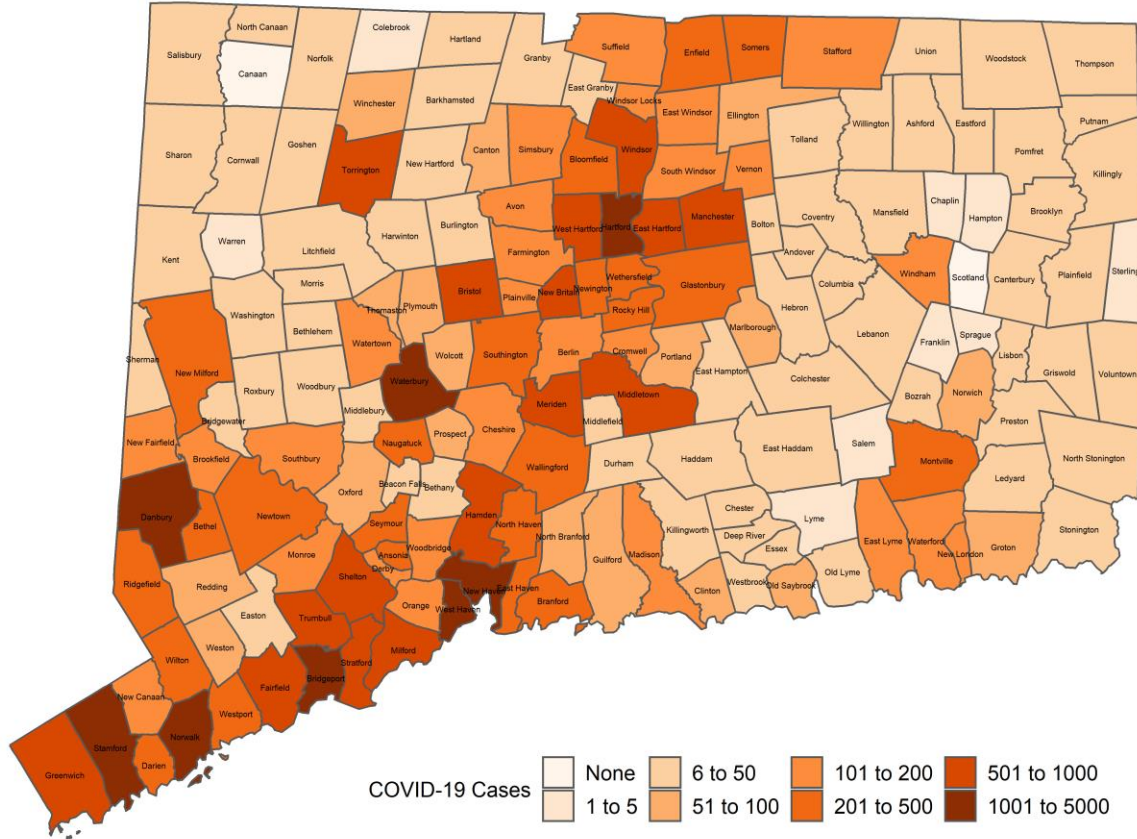 North Canaan
Colebrook
Hartland
Suffield
Enfield
Somers
Stafford
Union
Woodstock
Thompson
Salisbury
Canaan
Norfolk
Granby
East Granby
Windsor Locks
Winchester
Barkhamsted
East Windsor
Ellington
Willington
Ashford
Eastford
Putnam
Sharon
Cornwall
Goshen
Torrington
New Hartford
Canton
Simsbury
Bloomfield
Windsor
South Windsor
Vernon
Tolland
Pomfret
Killingly
Kent
Warren
Litchfield
Harwinton
Burlington
Avon
West Hartford
Hartford
East Hartford
Manchester
Bolton
Coventry
Mansfield
Chaplin
Hampton
Brooklyn
Farmington
Andover
Morris
Washington
Bethlehem
Thomaston
Plymouth
Bristol
Plainville
New Britain
Newington
Wethersfield
Rocky Hill
Glastonbury
Hebron
Columbia
Windham
Scotland
Canterbury
Plainfield
Sterling
Sherman
New Milford
Roxbury
Woodbury
Watertown
Wolcott
Waterbury
Southington
Berlin
Cromwell
Portland
Marlborough
East Hampton
Lebanon
Franklin
Sprague
Lisbon
Griswold
Voluntown
Bridgewater
Middlebury
Colchester
Bozrah
Norwich
Preston
New Fairfield
Brookfield
Southbury
Naugatuck
Prospect
Cheshire
Meriden
Middlefield
Middletown
Salem
Montville
Ledyard
North Stonington
Danbury
Bethel
Newtown
Oxford
Beacon Falls
Bethany
Wallingford
Durham
Haddam
East Haddam
Ridgefield
Redding
Monroe
Seymour
Ansonia
Derby
Woodbridge
Hamden
North Haven
North Branford
Guilford
Madison
Killingworth
Chester
Deep River
Essex
Lyme
East Lyme
Waterford
New London
Groton
Stonington
Easton
Shelton
Orange
New Haven
East Haven
West Haven
Branford
Clinton
Westbrook
Old Saybrook
Old Lyme
Wilton
Weston
Trumbull
Stratford
Milford
New Canaan
Westport
Fairfield
Bridgeport
Greenwich
Stamford
Darien
Norwalk
COVID-19 Cases
None
1 to 5
6 to 50
51 to 100
101 to 200
201 to 500
501 to 1000
1001 to 5000